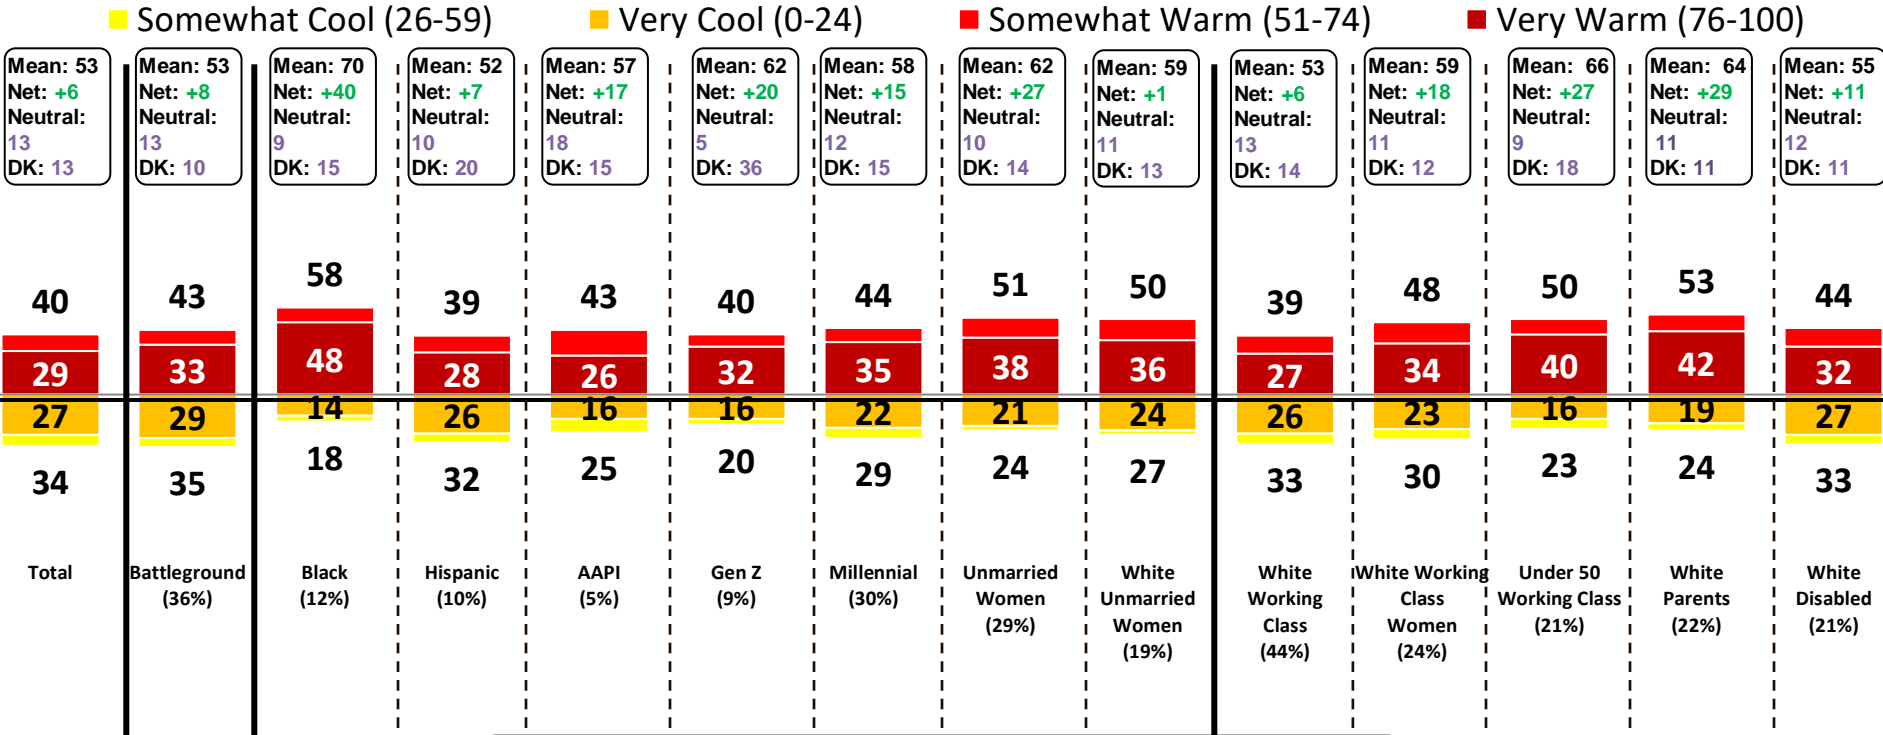 Somewhat Cool (26-59) Very Cool (0-24) Somewhat Warm (51-74) Very Warm (76-100)
Mean: 53
Net: +6
Neutral:
13
DK: 13
Mean: 53
Net: +8
Neutral:
13
DK: 10
Mean: 70
Net: +40
Neutral:
9
DK: 15
Mean: 52
Net: +7
Neutral:
10
DK: 20
Mean: 57
Net: +17
Neutral:
18
DK: 15
Mean: 62
Net: +20
Neutral:
5
DK: 36
Mean: 58
Net: +15
Neutral:
12
DK: 15
Mean: 62
Net: +27
Neutral:
10
DK: 14
Mean: 59
Net: +1
Neutral:
11
DK: 13
Mean: 53
Net: +6
Neutral:
13
DK: 14
Mean: 59
Net: +18
Neutral:
11
DK: 12
Mean: 66
Net: +27
Neutral:
9
DK: 18
Mean: 64
Net: +29
Neutral:
11
DK: 11
Mean: 55
Net: +11
Neutral:
12
DK: 11
40 43 58 39 43 40 44 51 50 39 48 50 53 44
29 33 48 28 26 32 35 38 36 27 34 40 42 32
27 29 14 26 16 16 22 21 24 26 23 16 19 27
34 35 18 32 25 20 29 24 27 33 30 23 24 33
Total
Battleground
(36%)
Black
(12%)
Hispanic
(10%)
AAPI
(5%)
Gen Z
(9%)
Millennial
(30%)
Unmarried
Women
(29%)
White
Unmarried
Women
(19%)
White
Working
Class
(44%)
White Working
Class
Women
(24%)
Under 50
Working Class
(21%)
White
Parents
(22%)
White
Disabled
(21%)